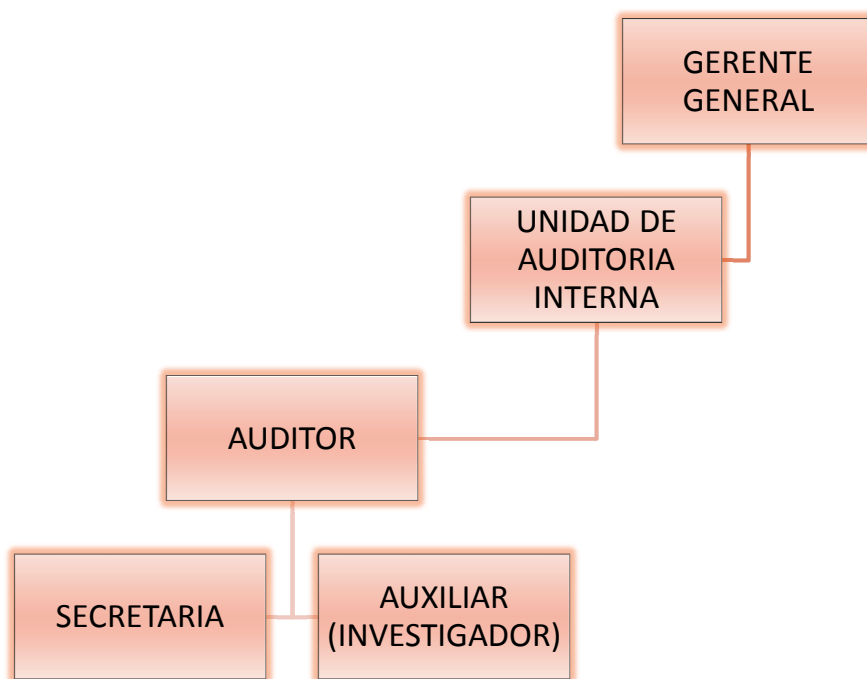 GERENTE
GENERAL
UNIDAD DE
AUDITORIA
INTERNA
AUDITOR
SECRETARIA
AUXILIAR
(INVESTIGADOR)